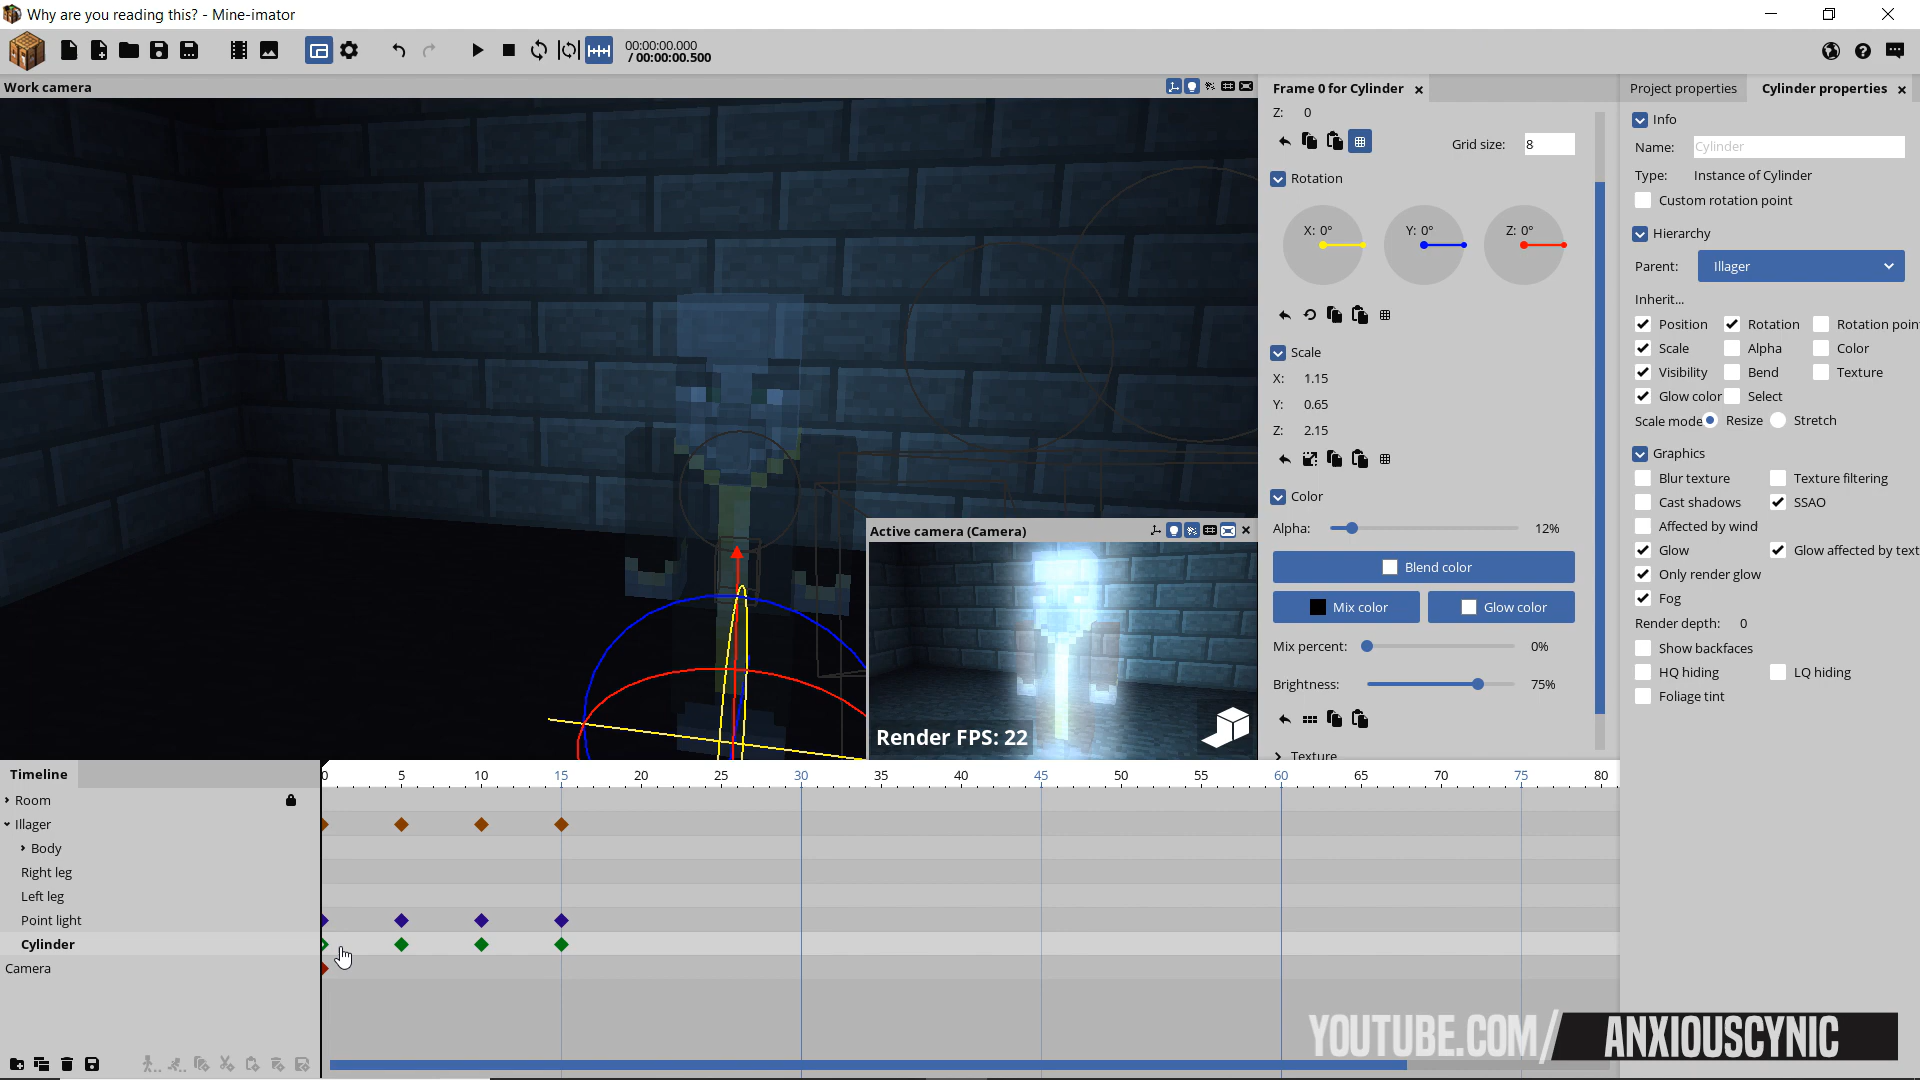 Why are you reading this? - Mine-imator
00:00:00.000
/ 00:00:00.500
Work camera
Frame 0 for Cylinder
Z: 0
Grid size: 8
Rotation
X: 0° Y: 0° Z: 0°
Scale
X: 1.15
Y: 0.65
Z: 2.15
Color
Alpha: 12%
Blend color
Mix color Glow color
Mix percent: 0%
Brightness: 75%
Texture
Project properties Cylinder properties
Info
Name: Cylinder
Type: Instance of Cylinder
Custom rotation point
Hierarchy
Parent: Illager
Inherit...
Position Rotation Rotation poin
Scale Alpha Color
Visibility Bend Texture
Glow color Select
Scale mode Resize Stretch
Graphics
Blur texture Texture filtering
Cast shadows SSAO
Affected by wind
Glow Glow affected by text
Only render glow
Fog
Render depth: 0
Show backfaces
HQ hiding LQ hiding
Foliage tint
Active camera (Camera)
Render FPS: 22
Timeline
0 5 10 15 20 25 30 35 40 45 50 55 60 65 70 75 80
Room
Illager
Body
Right leg
Left leg
Point light
Cylinder
Camera
YOUTUBE.COM/ ANXIOUSCYNIC